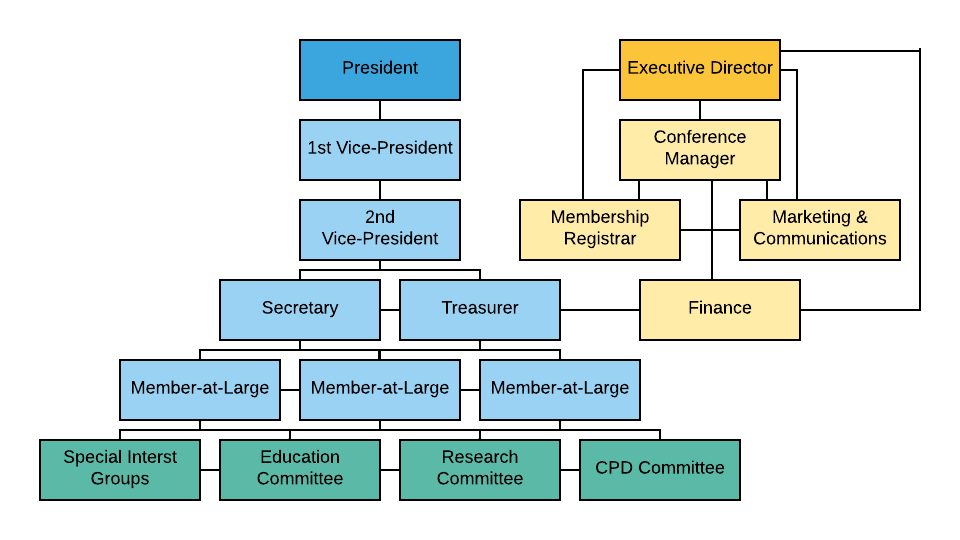 President
Executive Director
1st Vice-President
Conference
Manager
2nd
Vice-President
Membership
Registrar
Marketing &
Communications
Secretary
Treasurer
Finance
Member-at-Large
Member-at-Large
Member-at-Large
Special Interst
Groups
Education
Committee
Research
Committee
CPD Committee